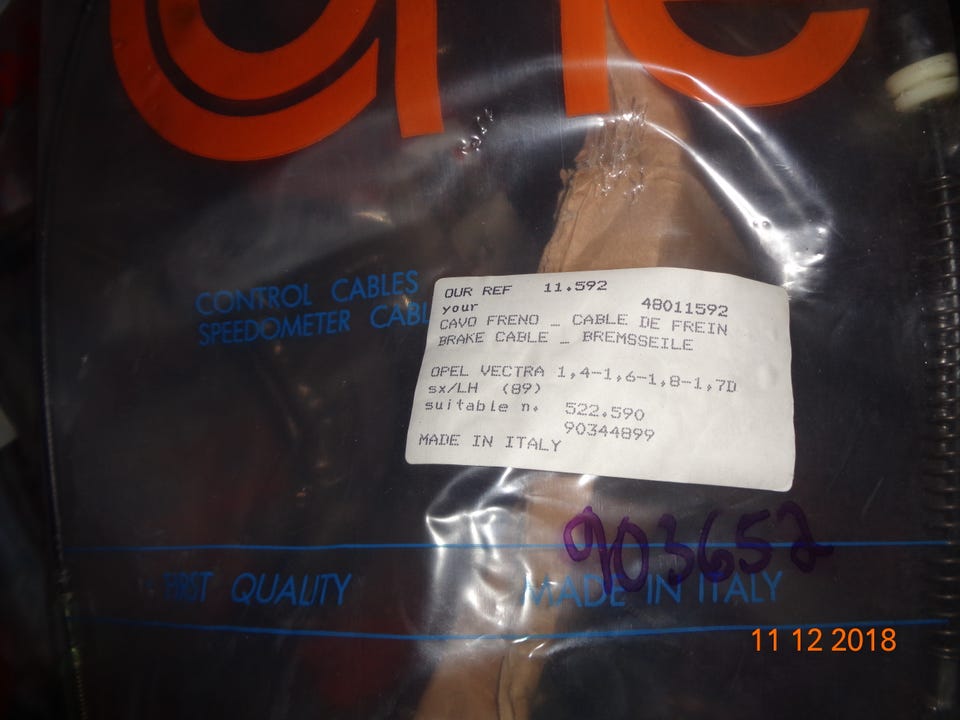 CONTROL CABLES
SPEEDOMETER CABL
OUR REF 11.592
your 48011592
CAVO FRENO _ CABLE DE FREIN
BRAKE CABLE _ BREMSSEILE
OPEL VECTRA 1,4-1,6-1,8-1,7D
sx/LH (89)
suitable n. 522.590
90344899
MADE IN ITALY
903652
FIRST QUALITY MADE IN ITALY
11 12 2018